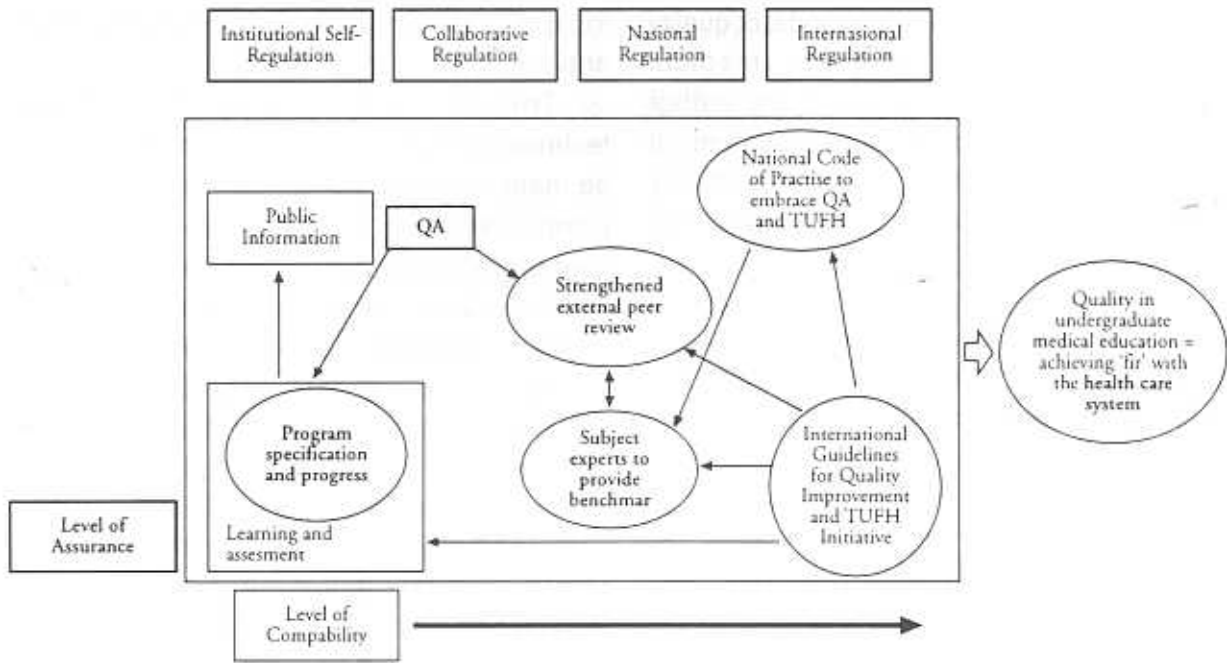 Institutional Self-
Regulation
Collaborative
Regulation
Nasional
Regulation
Internasional
Regulation
National Code
of Practise to
embrace QA
and TUFH
Public
Information
QA
Strengthened
external peer
review
Quality in
undergraduate
medical education =
achieving 'fir' with
the health care
system
Program
specification
and progress
Subject
experts to
provide
benchmar
International
Guidelines
for Quality
Improvement
and TUFH
Initiative
Learning and
assesment
Level of
Assurance
Level of
Compability